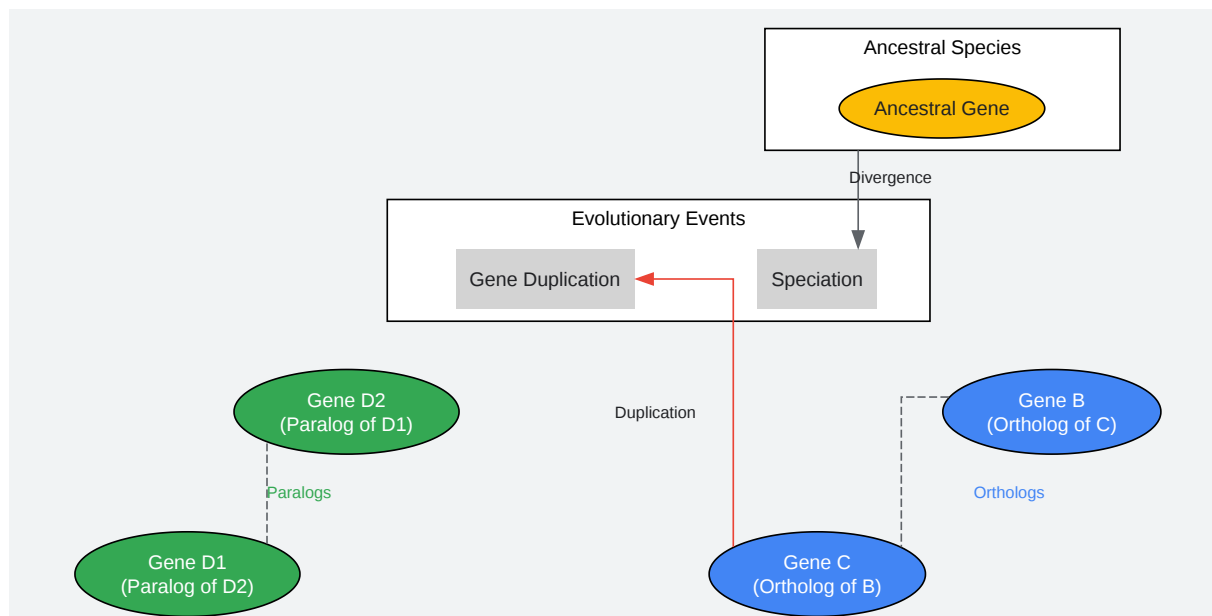 Ancestral Species
Ancestral Gene
Divergence
Evolutionary Events
Gene Duplication
Speciation
Gene D2
(Paralog of D1)
Duplication
Gene B
(Ortholog of C)
Paralogs
Orthologs
Gene D1
(Paralog of D2)
Gene C
(Ortholog of B)